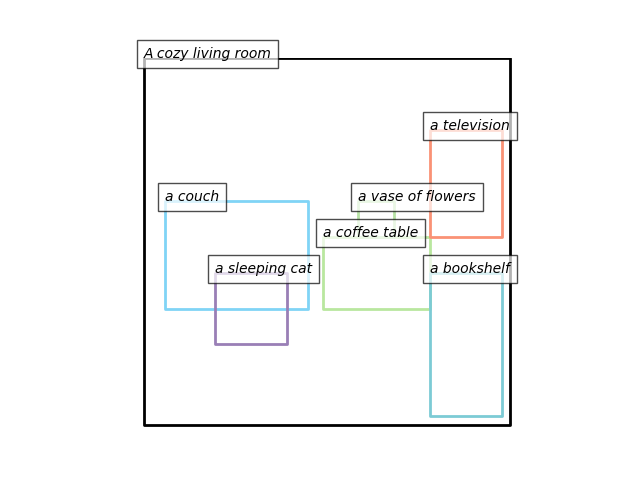 A cozy living room
a television
a couch
a vase of flowers
a coffee table
a sleeping cat
a bookshelf